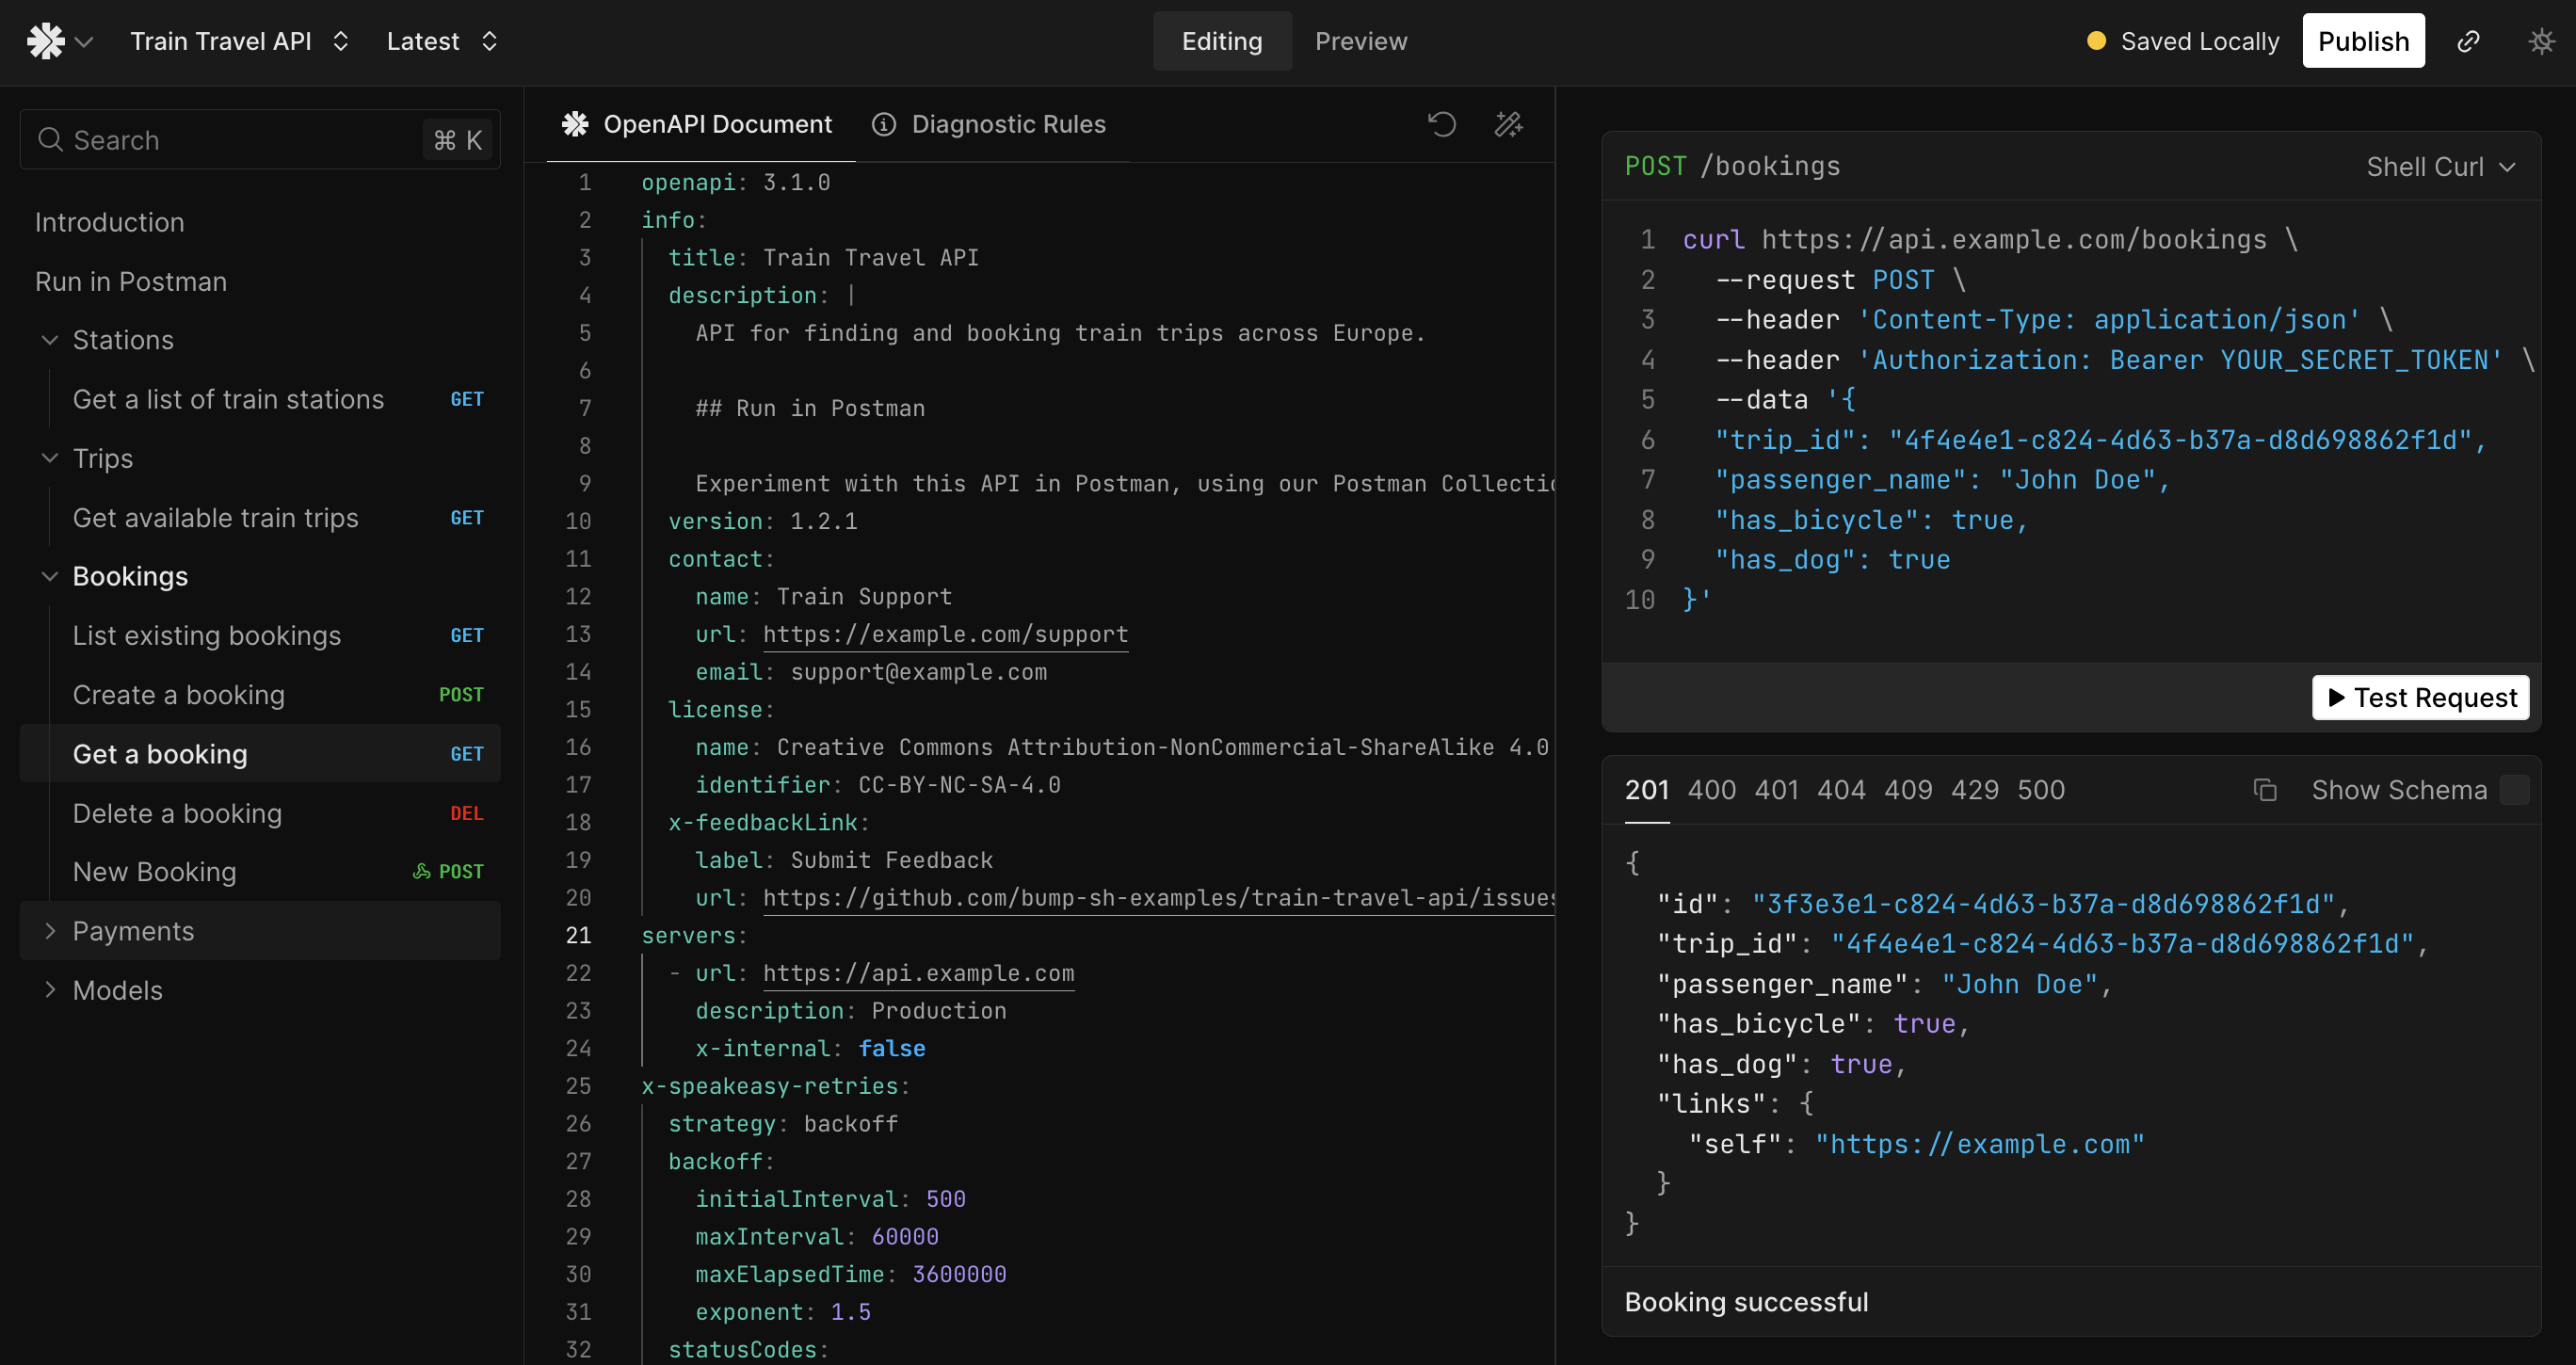 Train Travel API
Latest
Editing
Preview
Saved Locally
Publish
Search
⌘ K
Introduction
Run in Postman
Stations
Get a list of train stations GET
Trips
Get available train trips GET
Bookings
List existing bookings GET
Create a booking POST
Get a booking GET
Delete a booking DEL
New Booking POST
Payments
Models
OpenAPI Document
Diagnostic Rules
1 openapi: 3.1.0
2 info:
3 title: Train Travel API
4 description: |
5 API for finding and booking train trips across Europe.
6
7 ## Run in Postman
8
9 Experiment with this API in Postman, using our Postman Collectio
10 version: 1.2.1
11 contact:
12 name: Train Support
13 url: https://example.com/support
14 email: support@example.com
15 license:
16 name: Creative Commons Attribution-NonCommercial-ShareAlike 4.0
17 identifier: CC-BY-NC-SA-4.0
18 x-feedbackLink:
19 label: Submit Feedback
20 url: https://github.com/bump-sh-examples/train-travel-api/issues
21 servers:
22 - url: https://api.example.com
23 description: Production
24 x-internal: false
25 x-speakeasy-retries:
26 strategy: backoff
27 backoff:
28 initialInterval: 500
29 maxInterval: 60000
30 maxElapsedTime: 3600000
31 exponent: 1.5
32 statusCodes:
POST /bookings
Shell Curl
1 curl https://api.example.com/bookings \
2 --request POST \
3 --header 'Content-Type: application/json' \
4 --header 'Authorization: Bearer YOUR_SECRET_TOKEN' \
5 --data '{
6 "trip_id": "4f4e4e1-c824-4d63-b37a-d8d698862f1d",
7 "passenger_name": "John Doe",
8 "has_bicycle": true,
9 "has_dog": true
10 }'
Test Request
201 400 401 404 409 429 500
Show Schema
{
"id": "3f3e3e1-c824-4d63-b37a-d8d698862f1d",
"trip_id": "4f4e4e1-c824-4d63-b37a-d8d698862f1d",
"passenger_name": "John Doe",
"has_bicycle": true,
"has_dog": true,
"links": {
"self": "https://example.com"
}
}
Booking successful